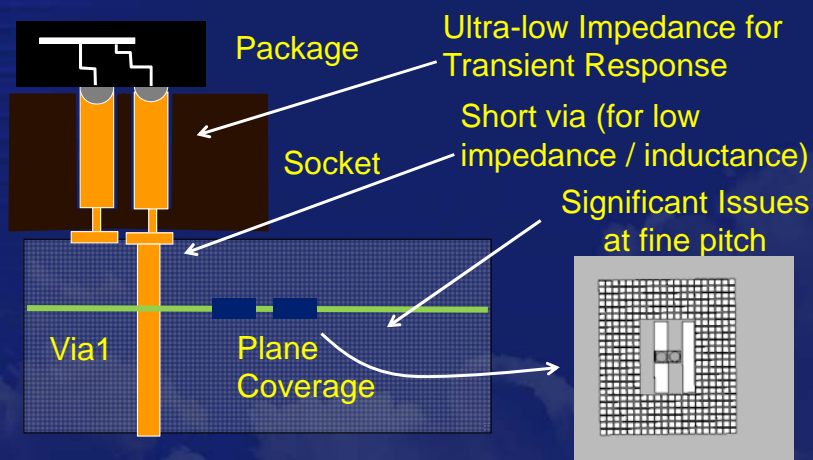 Package
Ultra-low Impedance for
Transient Response
Short via (for low
impedance / inductance)
Socket
Significant Issues
at fine pitch
Via1
Plane
Coverage